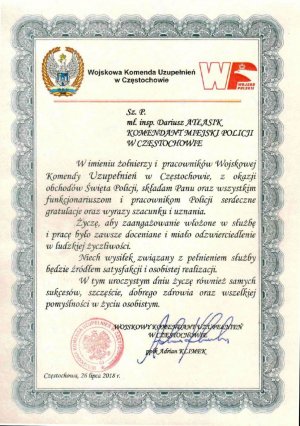 Wojskowa Komenda Uzupełnień
w Częstochowie
WOJSKO
POLSKIE
Sz. P.
mł. insp. Dariusz ATŁASIK
KOMENDANT MIEJSKI POLICJI
W CZĘSTOCHOWIE
W imieniu żołnierzy i pracowników Wojskowej
Komendy Uzupełnień w Częstochowie, z okazji
obchodów Święta Policji, składam Panu oraz wszystkim
funkcjonariuszom i pracownikom Policji serdeczne
gratulacje oraz wyrazy szacunku i uznania.
Życzę, aby zaangażowanie włożone w służbę
i pracę było zawsze doceniane i miało odzwierciedlenie
w ludzkiej życzliwości.
Niech wysiłek związany z pełnieniem służby
będzie źródłem satysfakcji i osobistej realizacji.
W tym uroczystym dniu życzę również samych
sukcesów, szczęście, dobrego zdrowia oraz wszelkiej
pomyślności w życiu osobistym.
WOJSKOWY KOMENDANT UZUPEŁNIEŃ
W CZĘSTOCHOWIE
ppłk Adrian KLIMEK
Częstochowa, 26 lipca 2018 r.